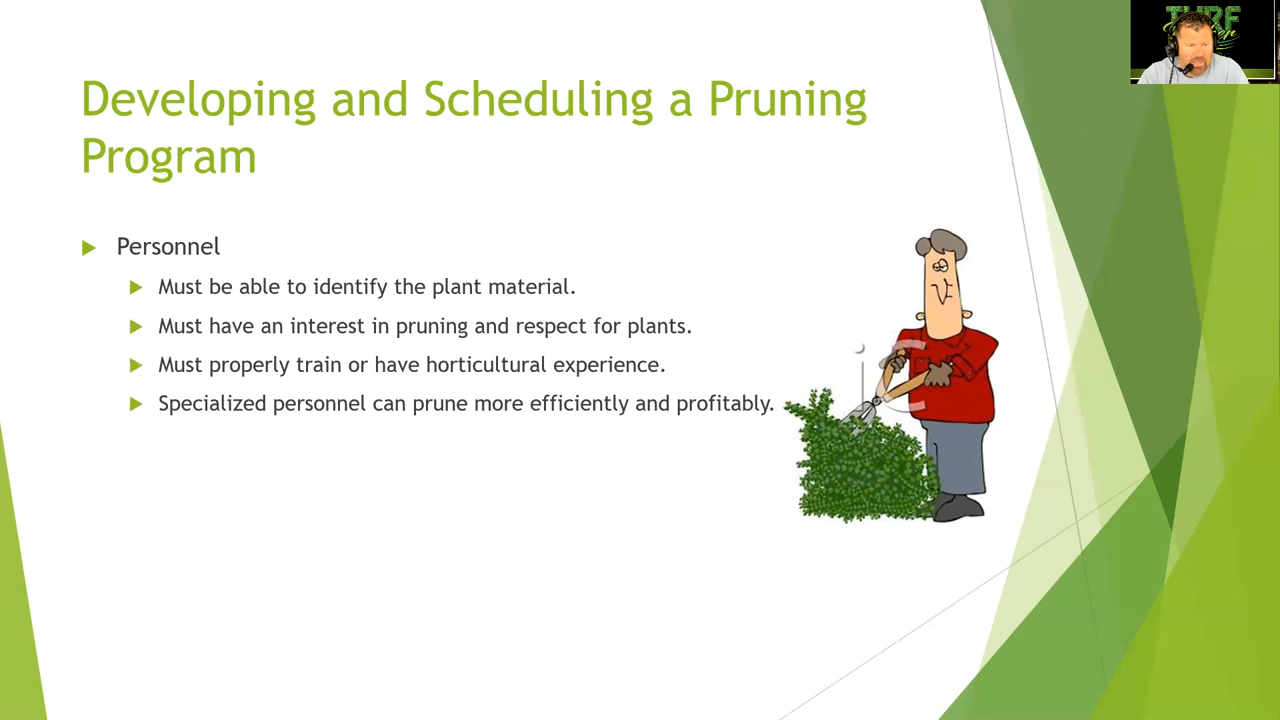 TURF
Developing and Scheduling a Pruning
Program
Personnel
Must be able to identify the plant material.
Must have an interest in pruning and respect for plants.
Must properly train or have horticultural experience.
Specialized personnel can prune more efficiently and profitably.